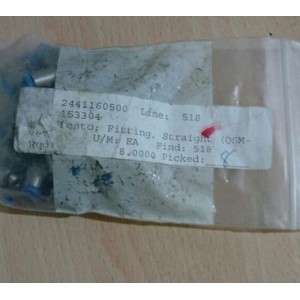 2441160500 Line: 518
153304
Festo; Fitting, Straight (QSM-
U/M: EA Find: 518
8.0000 Picked: 8